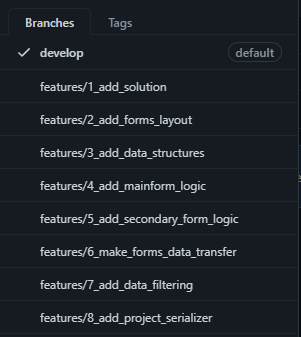 Branches Tags
develop default
features/1_add_solution
features/2_add_forms_layout
features/3_add_data_structures
features/4_add_mainform_logic
features/5_add_secondary_form_logic
features/6_make_forms_data_transfer
features/7_add_data_filtering
features/8_add_project_serializer